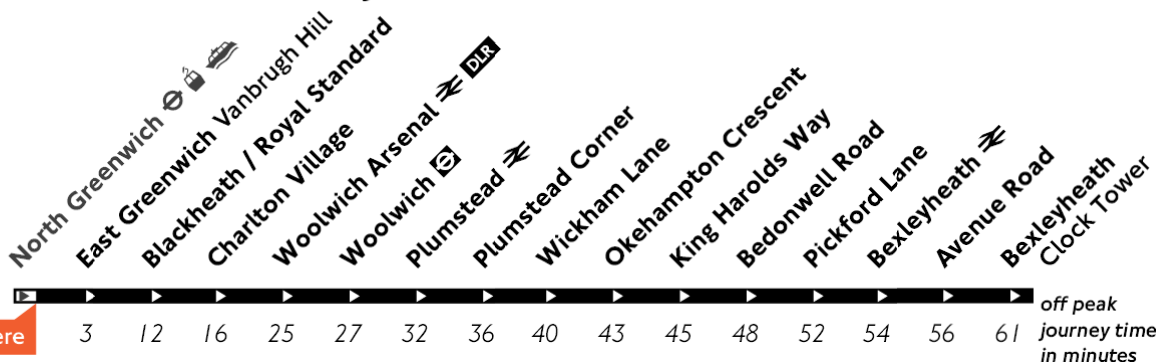 North Greenwich
East Greenwich Vanbrugh Hill
Blackheath / Royal Standard
Charlton Village
Woolwich Arsenal DLR
Woolwich
Plumstead
Plumstead Corner
Wickham Lane
Okehampton Crescent
King Harolds Way
Bedonwell Road
Pickford Lane
Bexleyheath
Avenue Road
Bexleyheath
Clock Tower
ere 3 12 16 25 27 32 36 40 43 45 48 52 54 56 61
off peak
journey time
in minutes